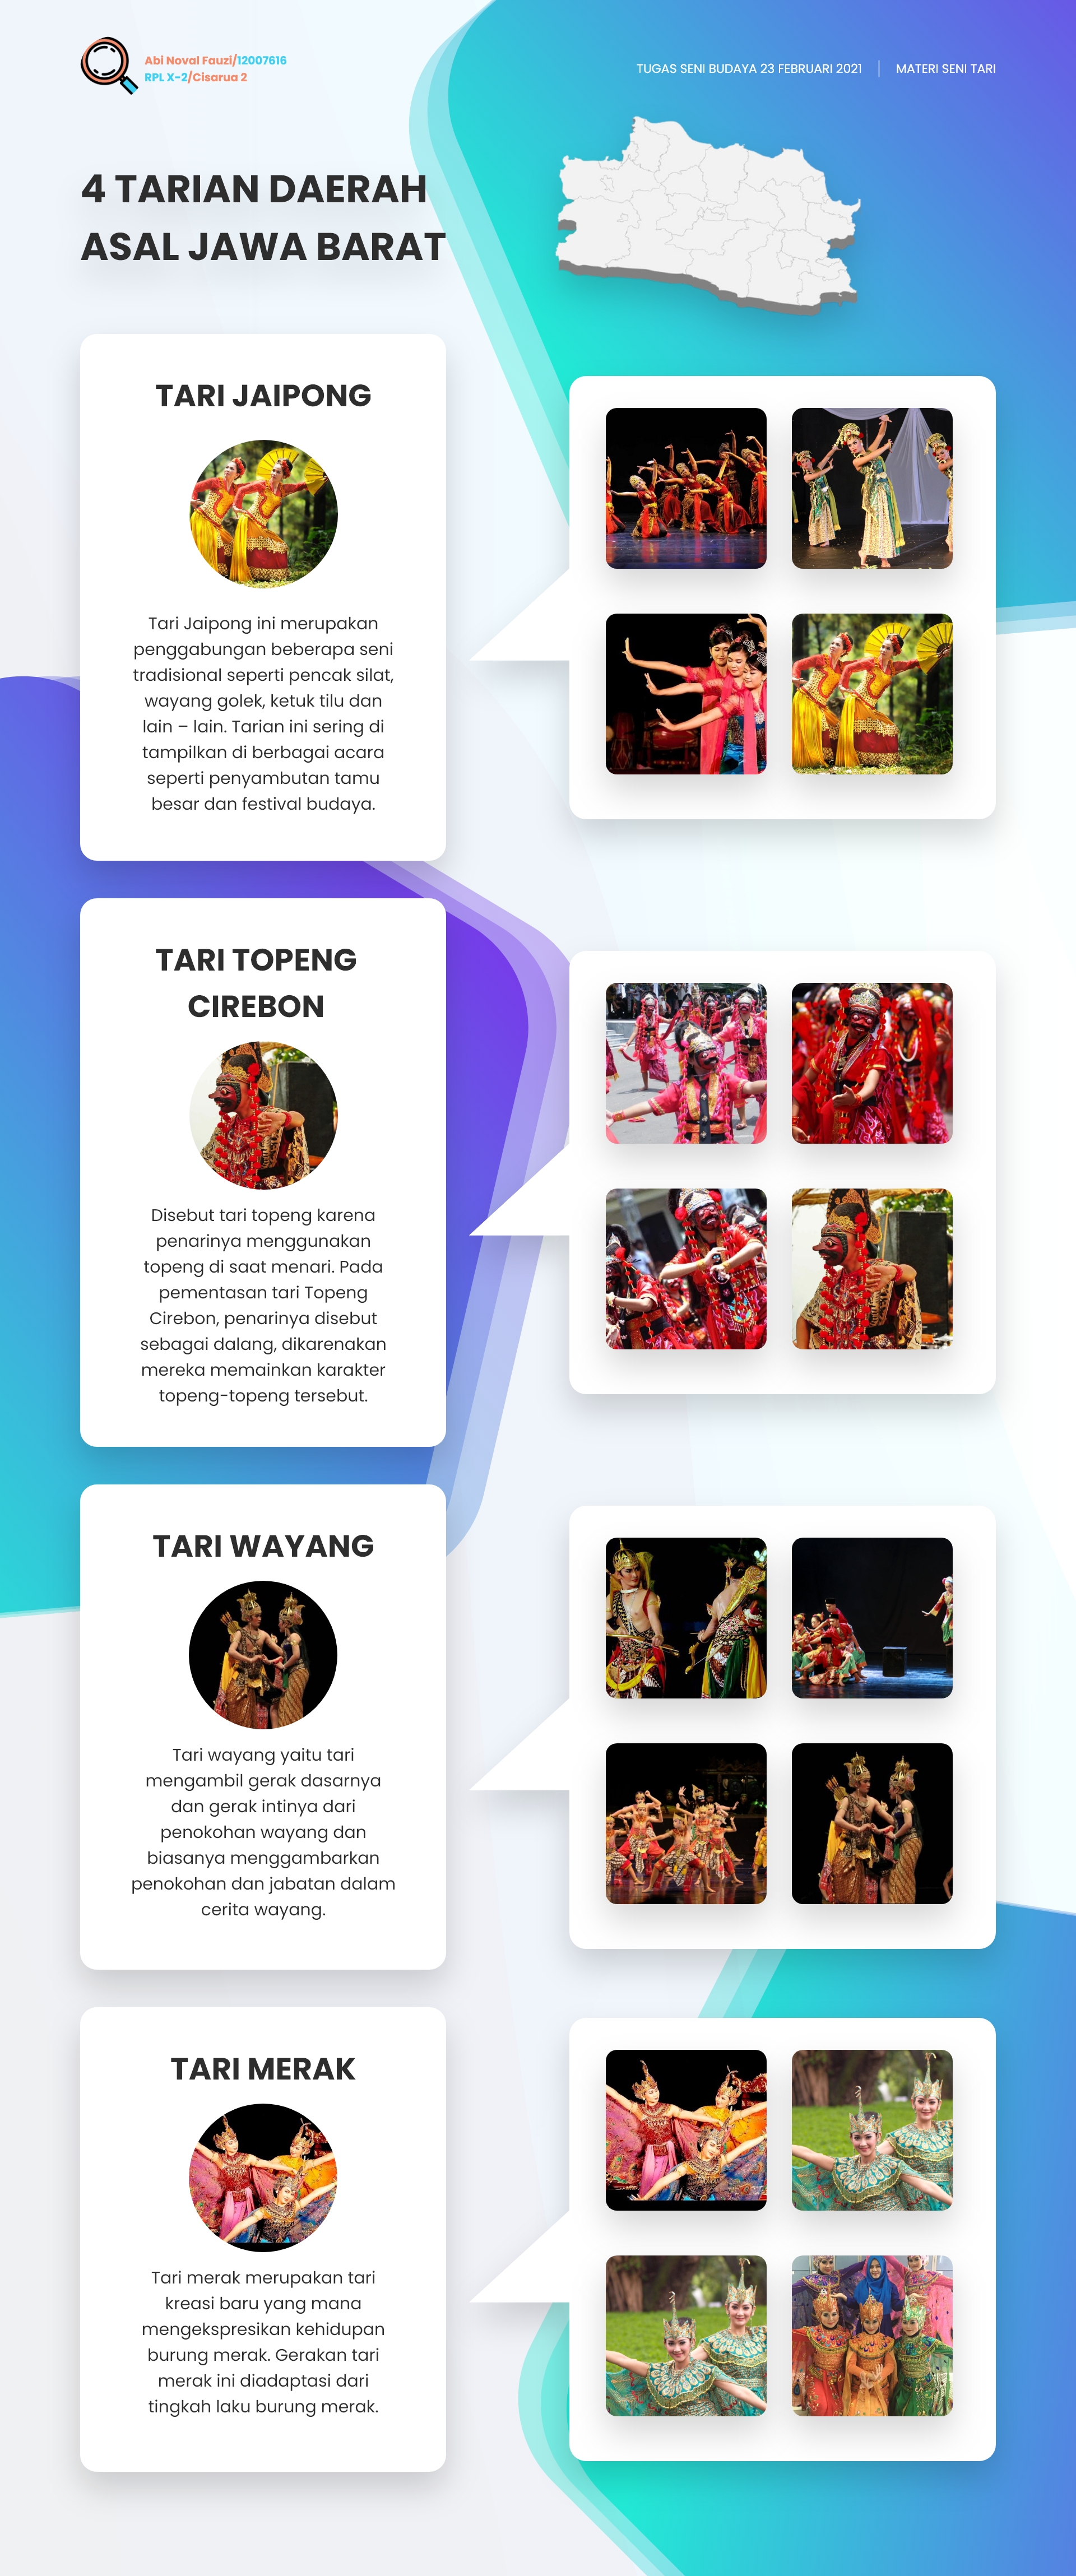 Abi Noval Fauzi/12007616
RPL X-2/Cisarua 2
TUGAS SENI BUDAYA 23 FEBRUARI 2021
MATERI SENI TARI
4 TARIAN DAERAH
ASAL JAWA BARAT
TARI JAIPONG
Tari Jaipong ini merupakan
penggabungan beberapa seni
tradisional seperti pencak silat,
wayang golek, ketuk tilu dan
lain – lain. Tarian ini sering di
tampilkan di berbagai acara
seperti penyambutan tamu
besar dan festival budaya.
TARI TOPENG
CIREBON
Disebut tari topeng karena
penarinya menggunakan
topeng di saat menari. Pada
pementasan tari Topeng
Cirebon, penarinya disebut
sebagai dalang, dikarenakan
mereka memainkan karakter
topeng-topeng tersebut.
TARI WAYANG
Tari wayang yaitu tari
mengambil gerak dasarnya
dan gerak intinya dari
penokohan wayang dan
biasanya menggambarkan
penokohan dan jabatan dalam
cerita wayang.
TARI MERAK
Tari merak merupakan tari
kreasi baru yang mana
mengekspresikan kehidupan
burung merak. Gerakan tari
merak ini diadaptasi dari
tingkah laku burung merak.